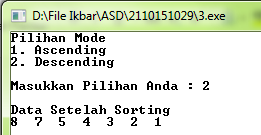 D:\File Ikbar\ASD\2110151029\3.exe
Pilihan Mode
1. Ascending
2. Descending
Masukkan Pilihan Anda : 2
Data Setelah Sorting
8 7 5 4 3 2 1